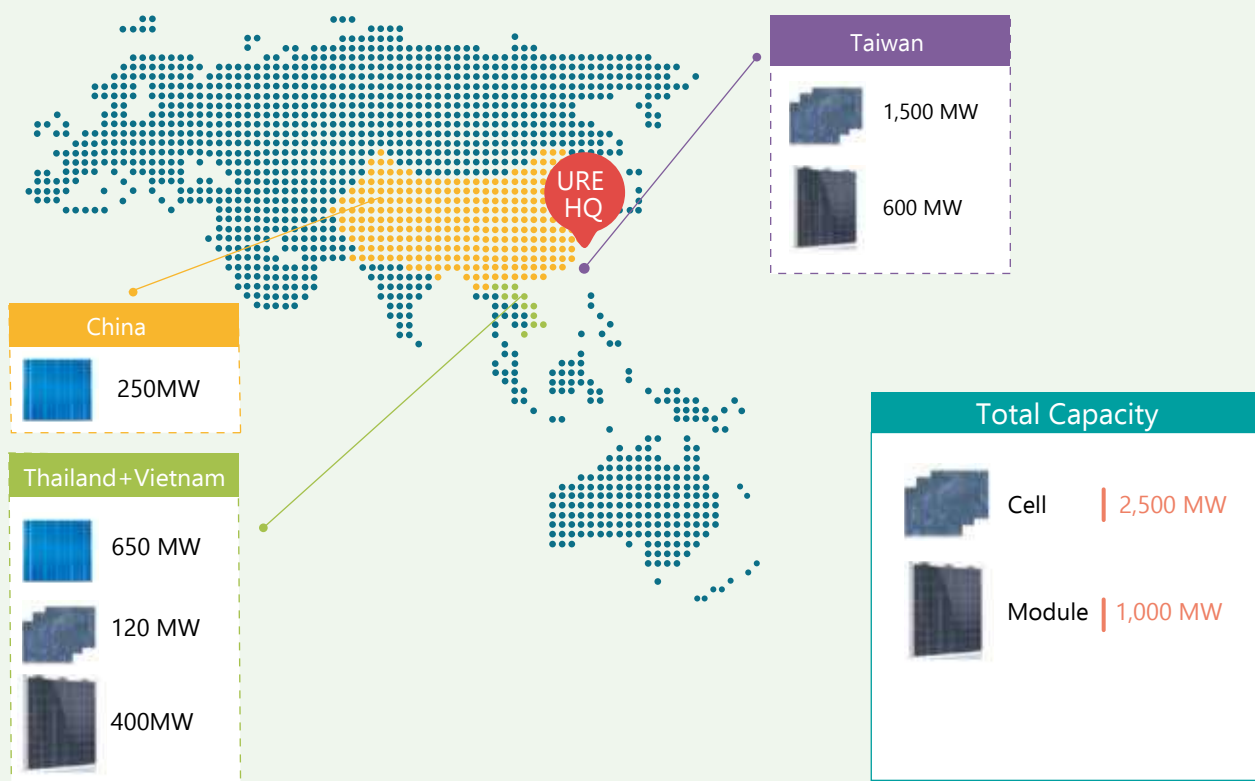 Taiwan
1,500 MW
600 MW
URE
HQ
China
250MW
Thailand+Vietnam
650 MW
120 MW
400MW
Total Capacity
Cell
2,500 MW
Module
1,000 MW